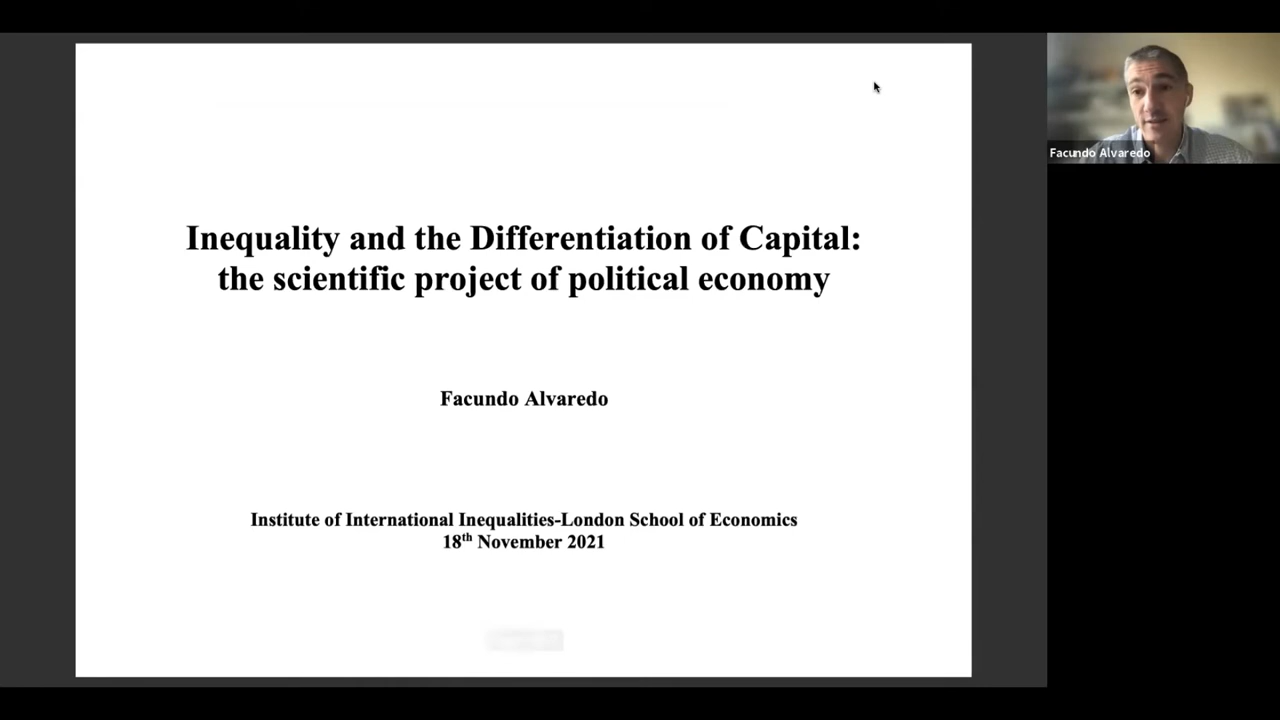 Inequality and the Differentiation of Capital:
the scientific project of political economy
Facundo Alvaredo
Institute of International Inequalities-London School of Economics
18th November 2021
Facundo Alvaredo